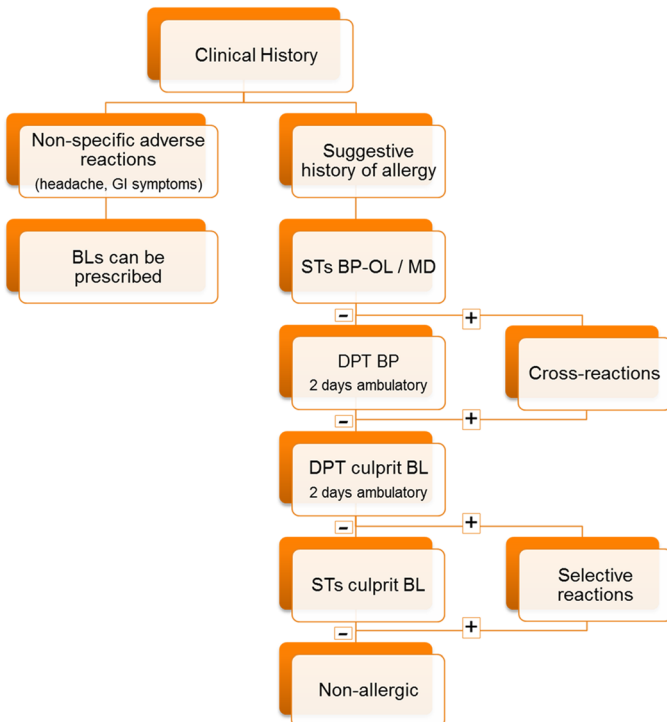 Clinical History
Non-specific adverse
reactions
(headache, GI symptoms)
Suggestive
history of allergy
BLs can be
prescribed
STs BP-OL / MD
-
+
DPT BP
2 days ambulatory
Cross-reactions
-
+
DPT culprit BL
2 days ambulatory
-
+
STs culprit BL
Selective
reactions
-
+
Non-allergic